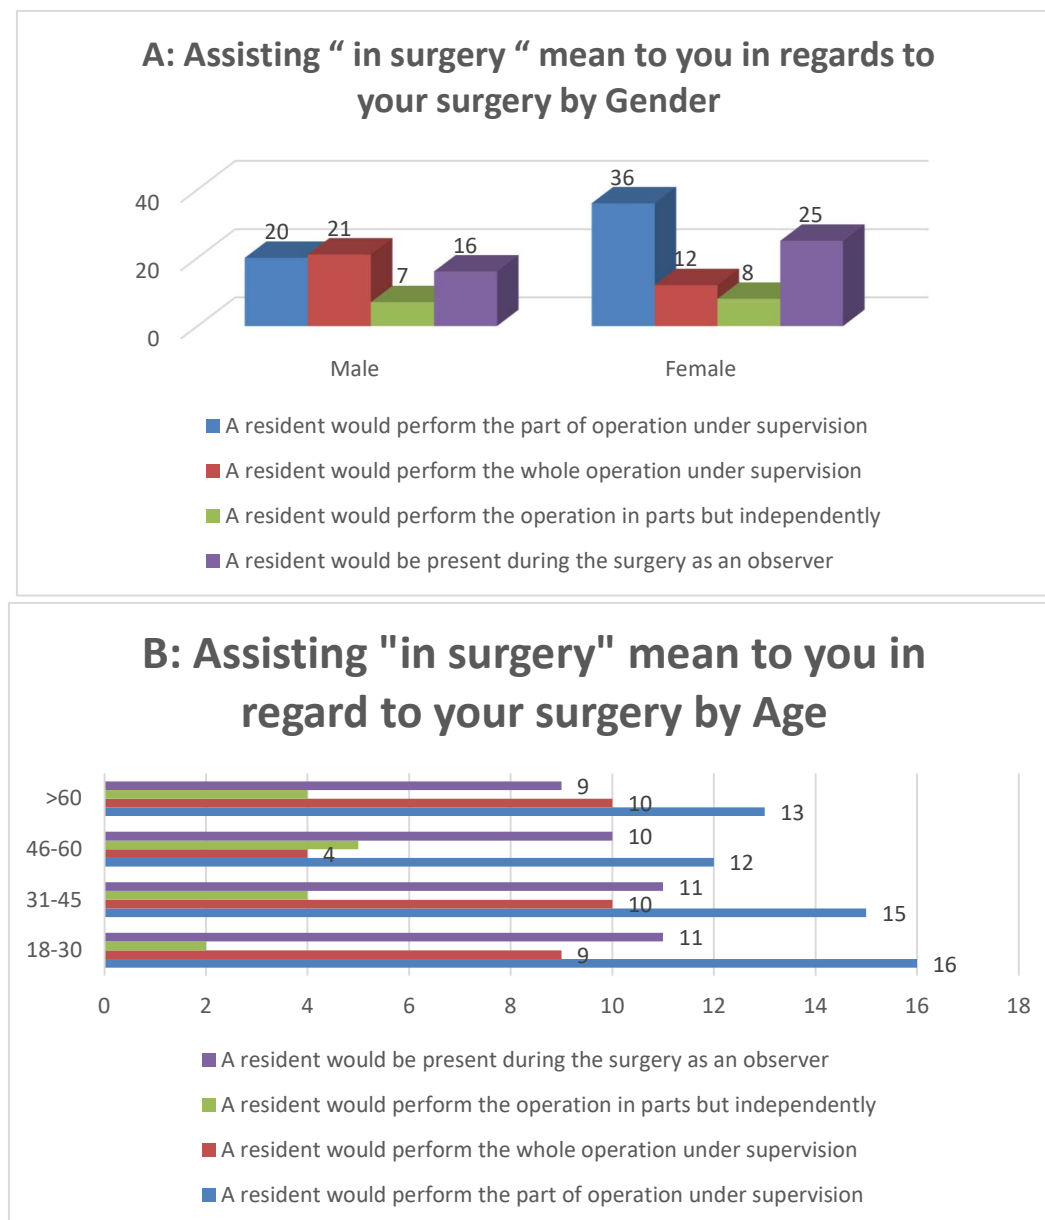 A: Assisting “ in surgery “ mean to you in regards to
your surgery by Gender
40
20
0
20
21
7
16
36
12
8
25
Male
Female
A resident would perform the part of operation under supervision
A resident would perform the whole operation under supervision
A resident would perform the operation in parts but independently
A resident would be present during the surgery as an observer
B: Assisting "in surgery" mean to you in
regard to your surgery by Age
>60
9
10
13
46-60
10
4
12
31-45
11
10
15
18-30
11
9
16
0 2 4 6 8 10 12 14 16 18
A resident would be present during the surgery as an observer
A resident would perform the operation in parts but independently
A resident would perform the whole operation under supervision
A resident would perform the part of operation under supervision